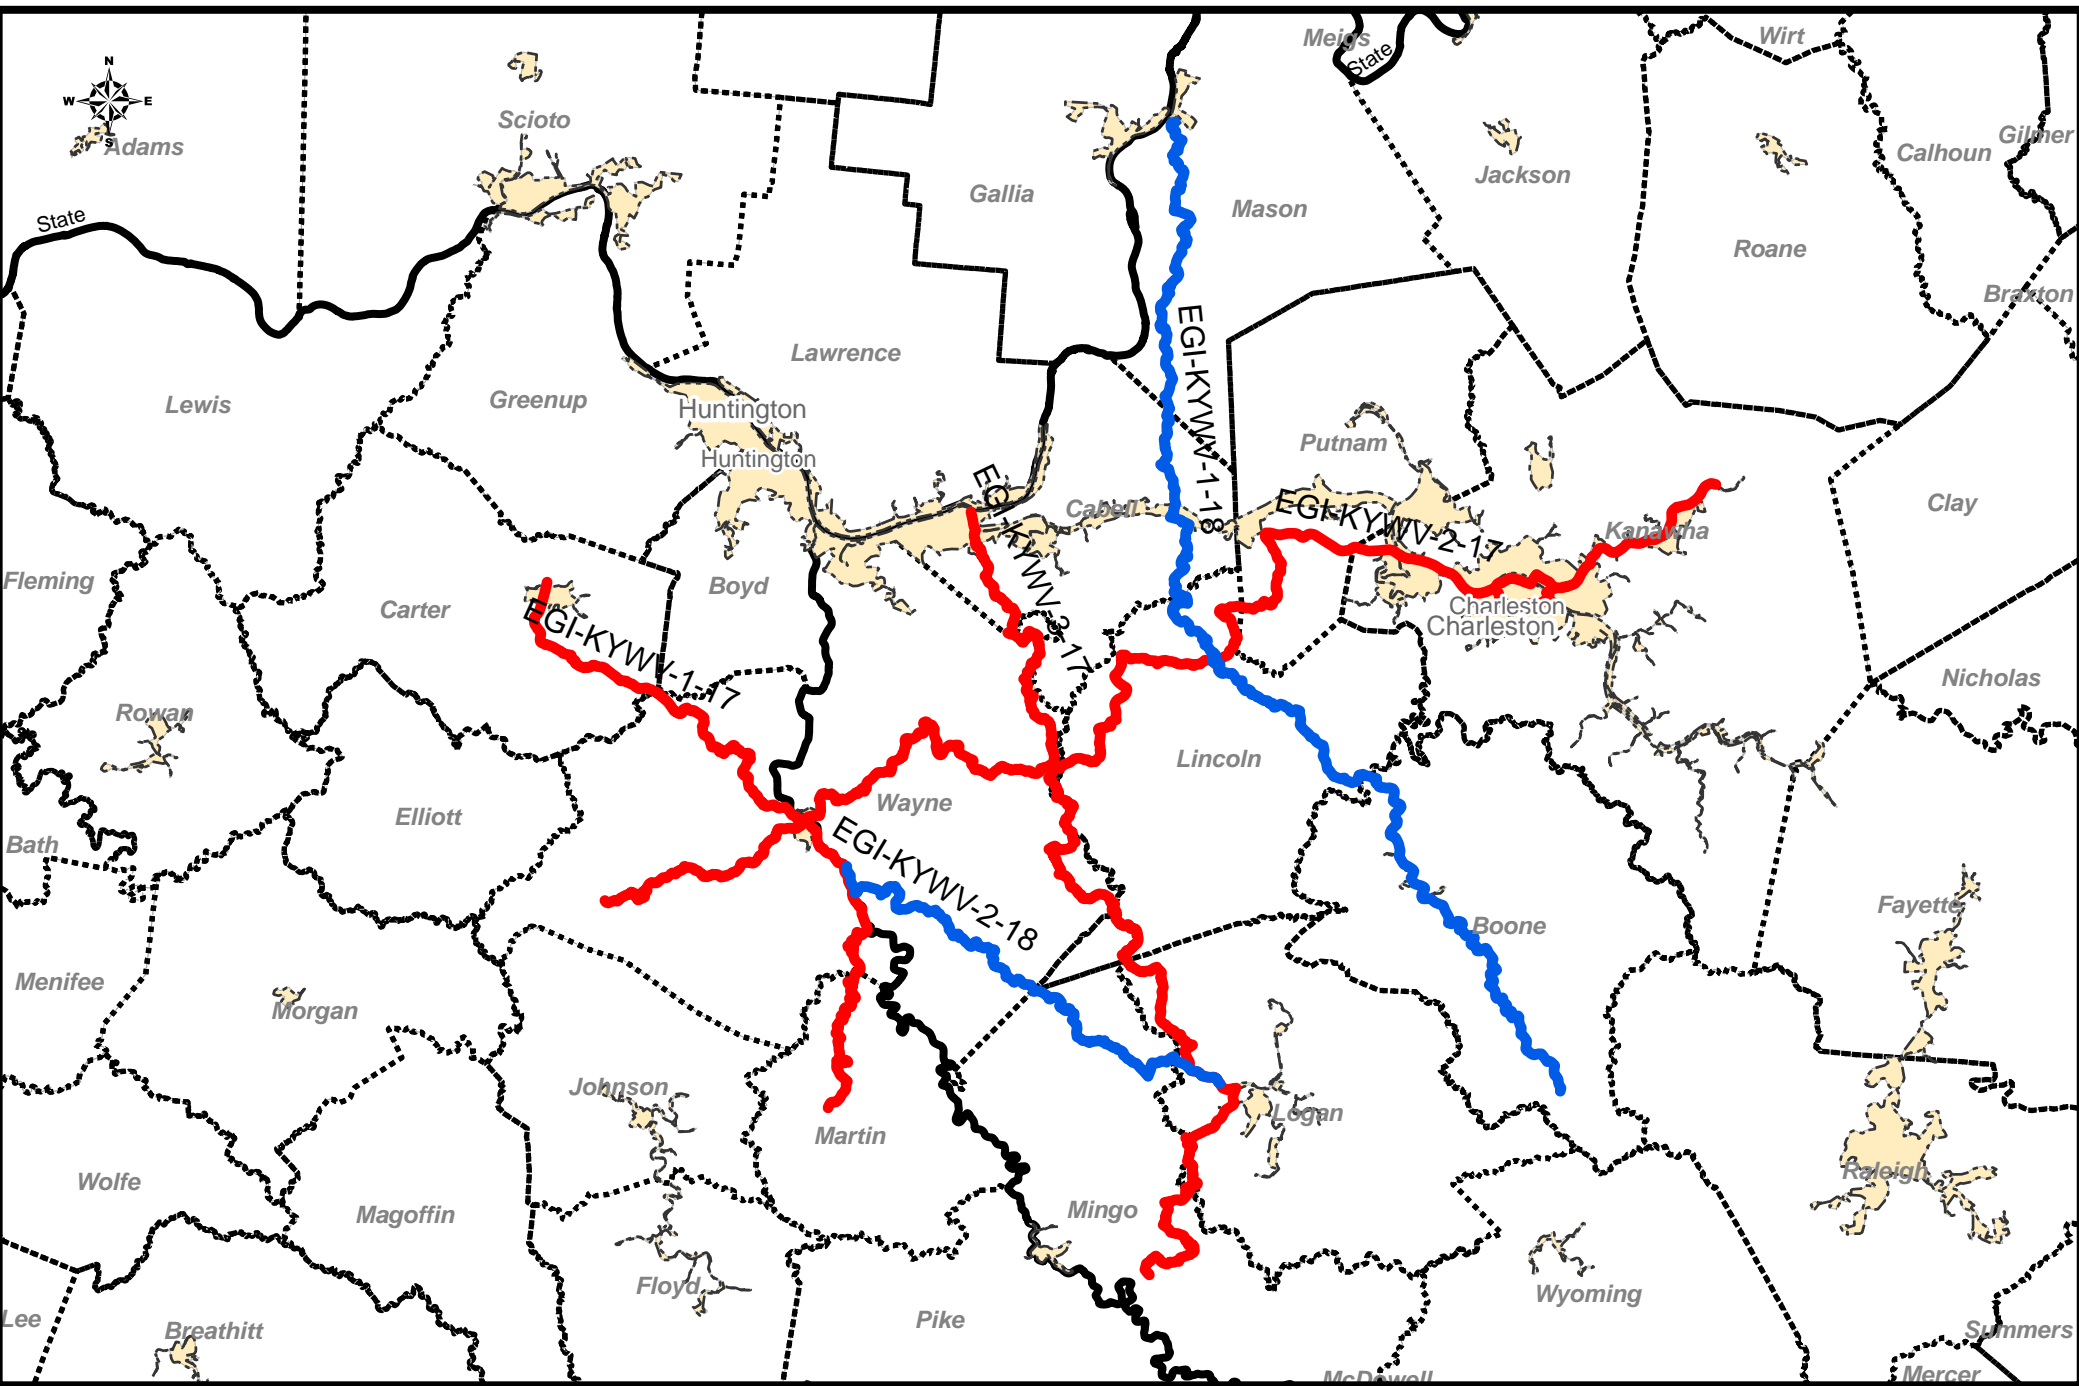 Meigs
Wirt
State
N
W
E
S
Adams
Scioto
Gilmer
Calhoun
Jackson
Gallia
Mason
State
Roane
Braxton
Lawrence
EGI-KYWV-1-18
Lewis
Greenup
Huntington
Putnam
Huntington
Cabell
EGI-KYWV-2-17
Clay
Kanawha
EGI-KYWV-3-17
Fleming
Boyd
Carter
Charleston
Charleston
EGI-KYWV-1-17
Nicholas
Rowan
Lincoln
Wayne
Elliott
Bath
EGI-KYWV-2-18
Fayette
Boone
Menifee
Morgan
Johnson
Logan
Martin
Raleigh
Wolfe
Mingo
Magoffin
Floyd
Wyoming
Lee
Pike
Breathitt
Summers
McDowell
Mercer